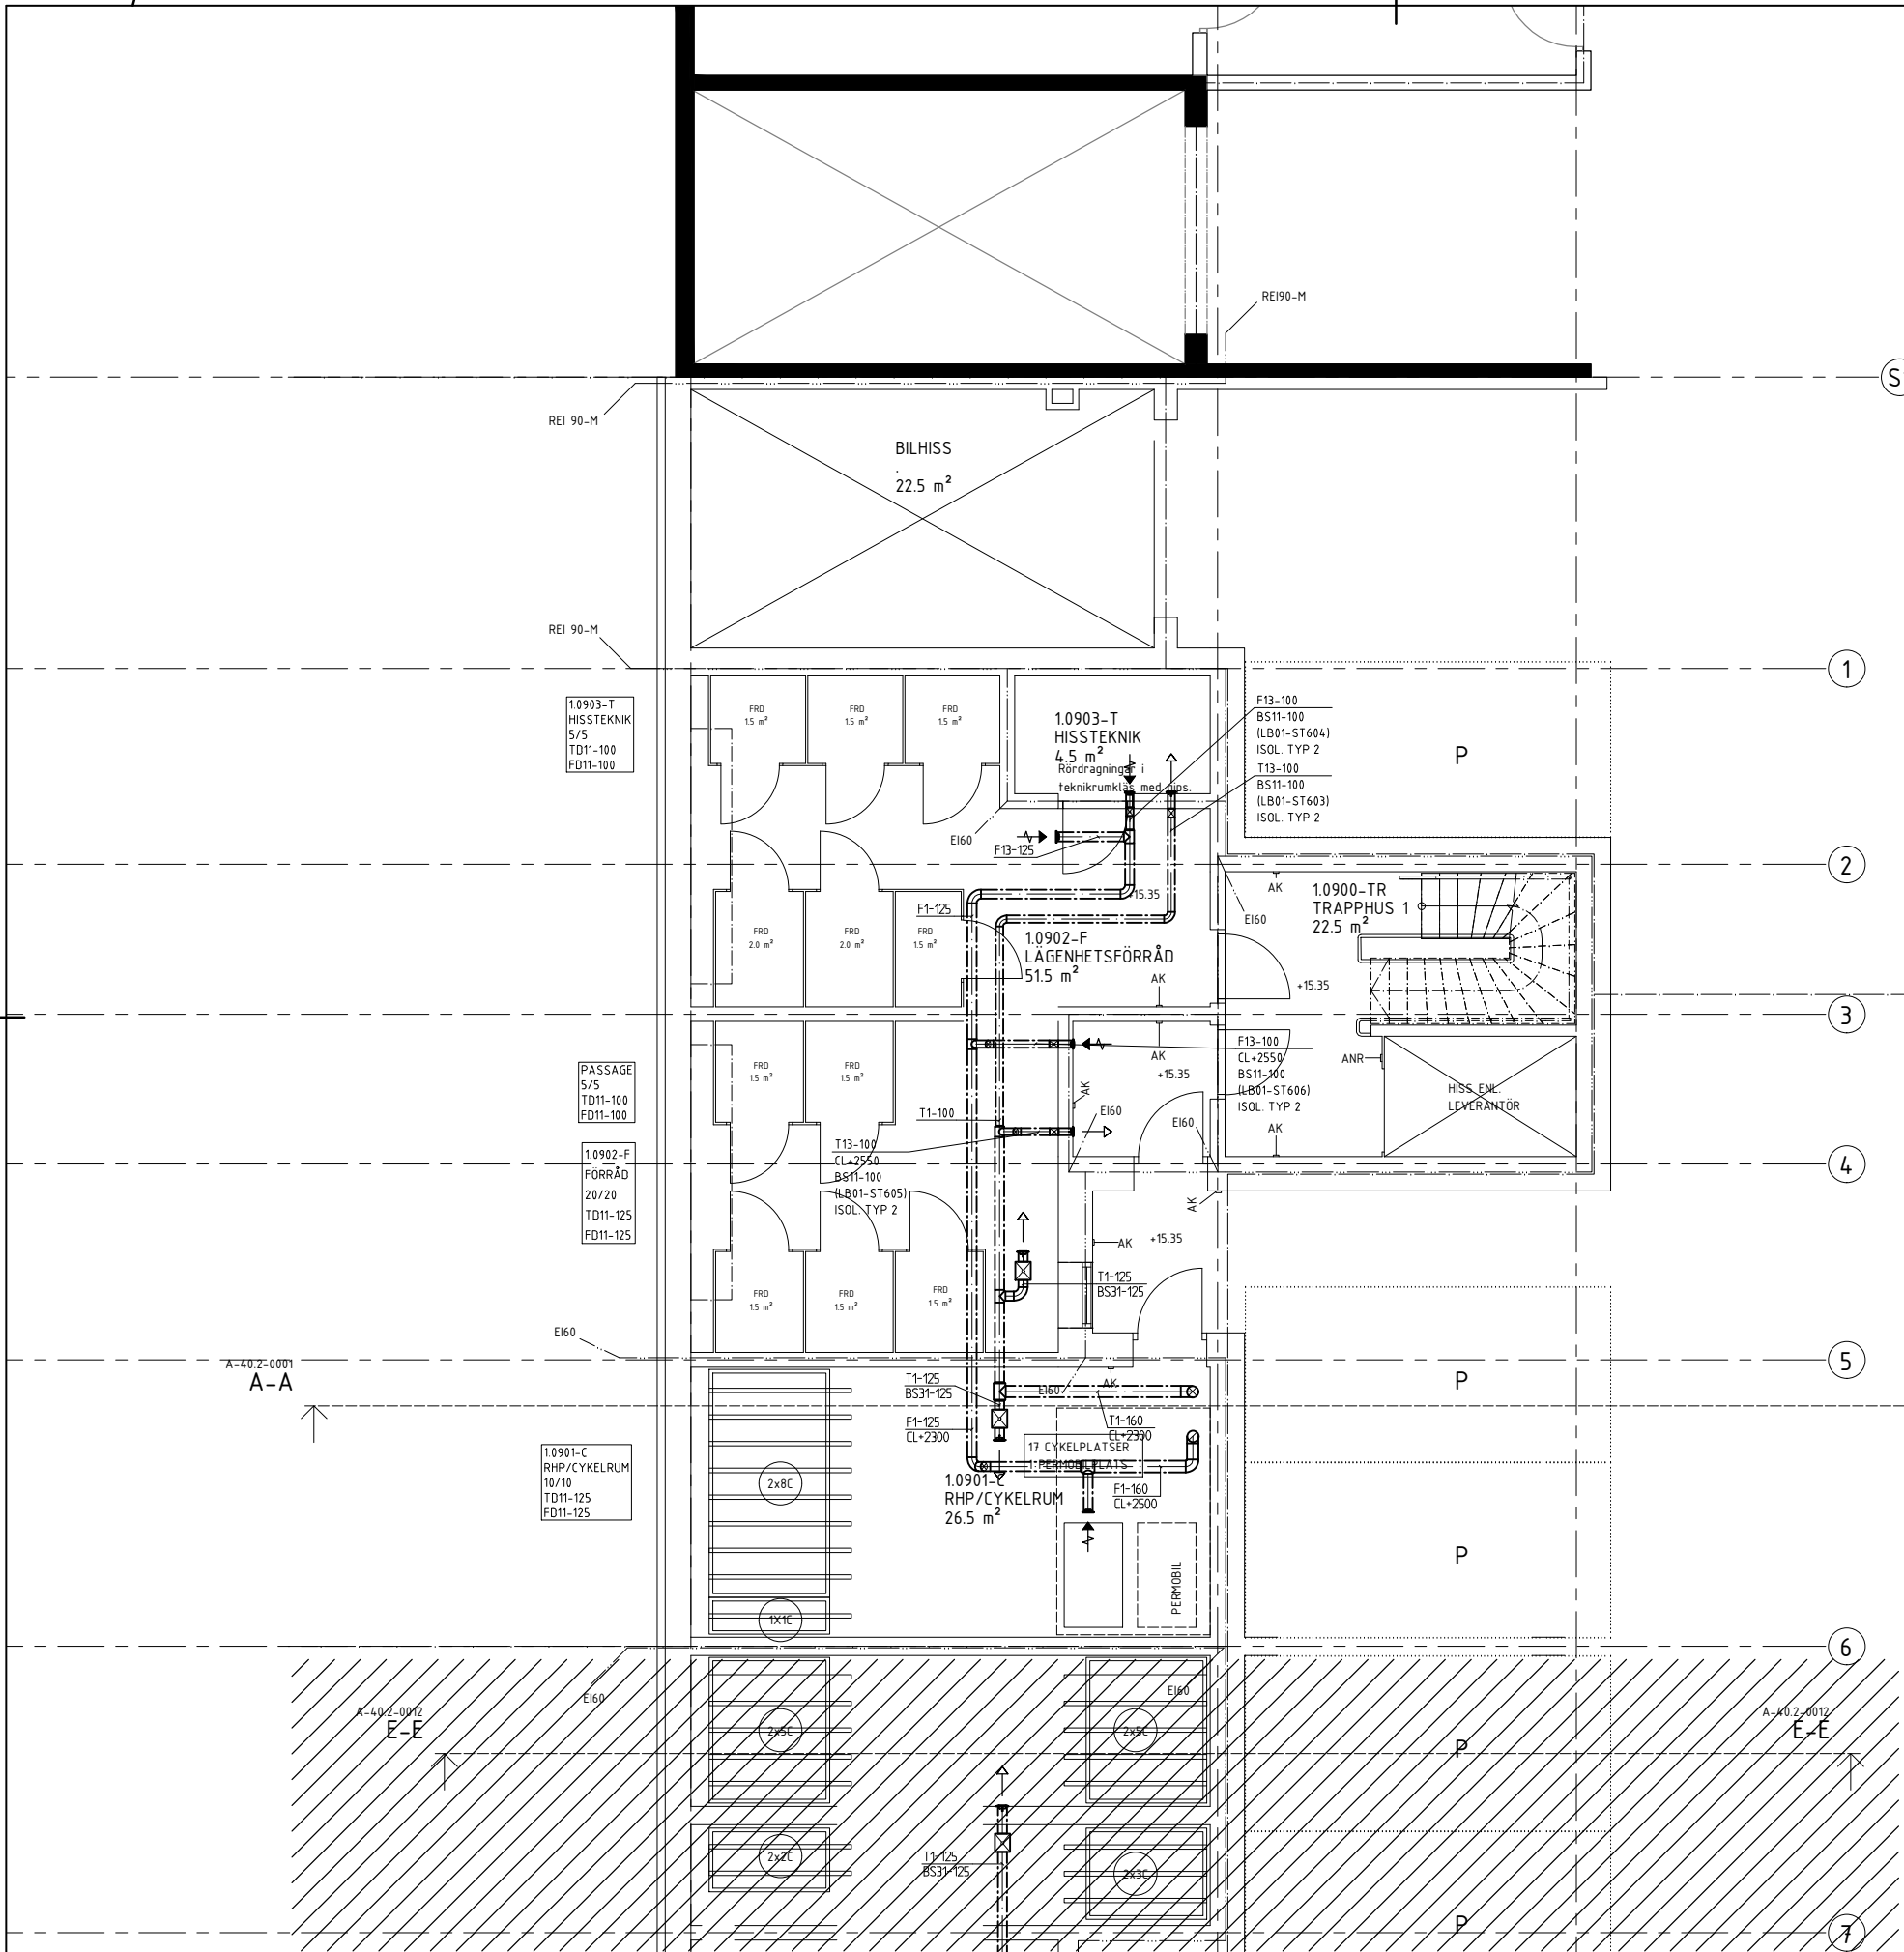 REI90-M
S
REI 90-M
BILHISS
.
22.5 m²
REI 90-M
1
1.0903-T
HISSTEKNIK
5/5
TD11-100
FD11-100
FRD
1.5 m²
FRD
1.5 m²
FRD
1.5 m²
1.0903-T
HISSTEKNIK
4.5 m²
Rördragningar i
teknikrumkläs med gips.
F13-100
BS11-100
(LB01-ST604)
ISOL. TYP 2
T13-100
BS11-100
(LB01-ST603)
ISOL. TYP 2
P
EI60
F13-125
2
AK
1.0900-TR
TRAPPHUS 1
22.5 m²
+15.35
EI60
F1-125
FRD
2.0 m²
FRD
2.0 m²
FRD
1.5 m²
1.0902-F
LÄGENHETSFÖRRÅD
51.5 m²
AK
+15.35
3
PASSAGE
5/5
TD11-100
FD11-100
FRD
1.5 m²
FRD
1.5 m²
AK
+15.35
AK
F13-100
CL+2550
BS11-100
(LB01-ST606)
ISOL. TYP 2
ANR
HISS ENL.
LEVERANTÖR
T1-100
EI60
EI60
AK
T13-100
CL+2550
BS11-100
(LB01-ST605)
ISOL. TYP 2
4
1.0902-F
FÖRRÅD
20/20
TD11-125
FD11-125
AK
AK
+15.35
T1-125
BS31-125
FRD
1.5 m²
FRD
1.5 m²
FRD
1.5 m²
EI60
5
A-40.2-0001
A-A
T1-125
BS31-125
EI60
AK
P
F1-125
CL+2300
T1-160
CL+2300
17 CYKELPLATSER
1 PERMOBILPLATS
1.0901-C
RHP/CYKELRUM
10/10
TD11-125
FD11-125
2x8C
1.0901-C
RHP/CYKELRUM
26.5 m²
F1-160
CL+2500
P
PERMOBIL
1X1C
6
EI60
EI60
A-40.2-0012
E-E
2x5C
2x5C
P
A-40.2-0012
E-E
2x2C
T1-125
BS31-125
2x3C
P
7